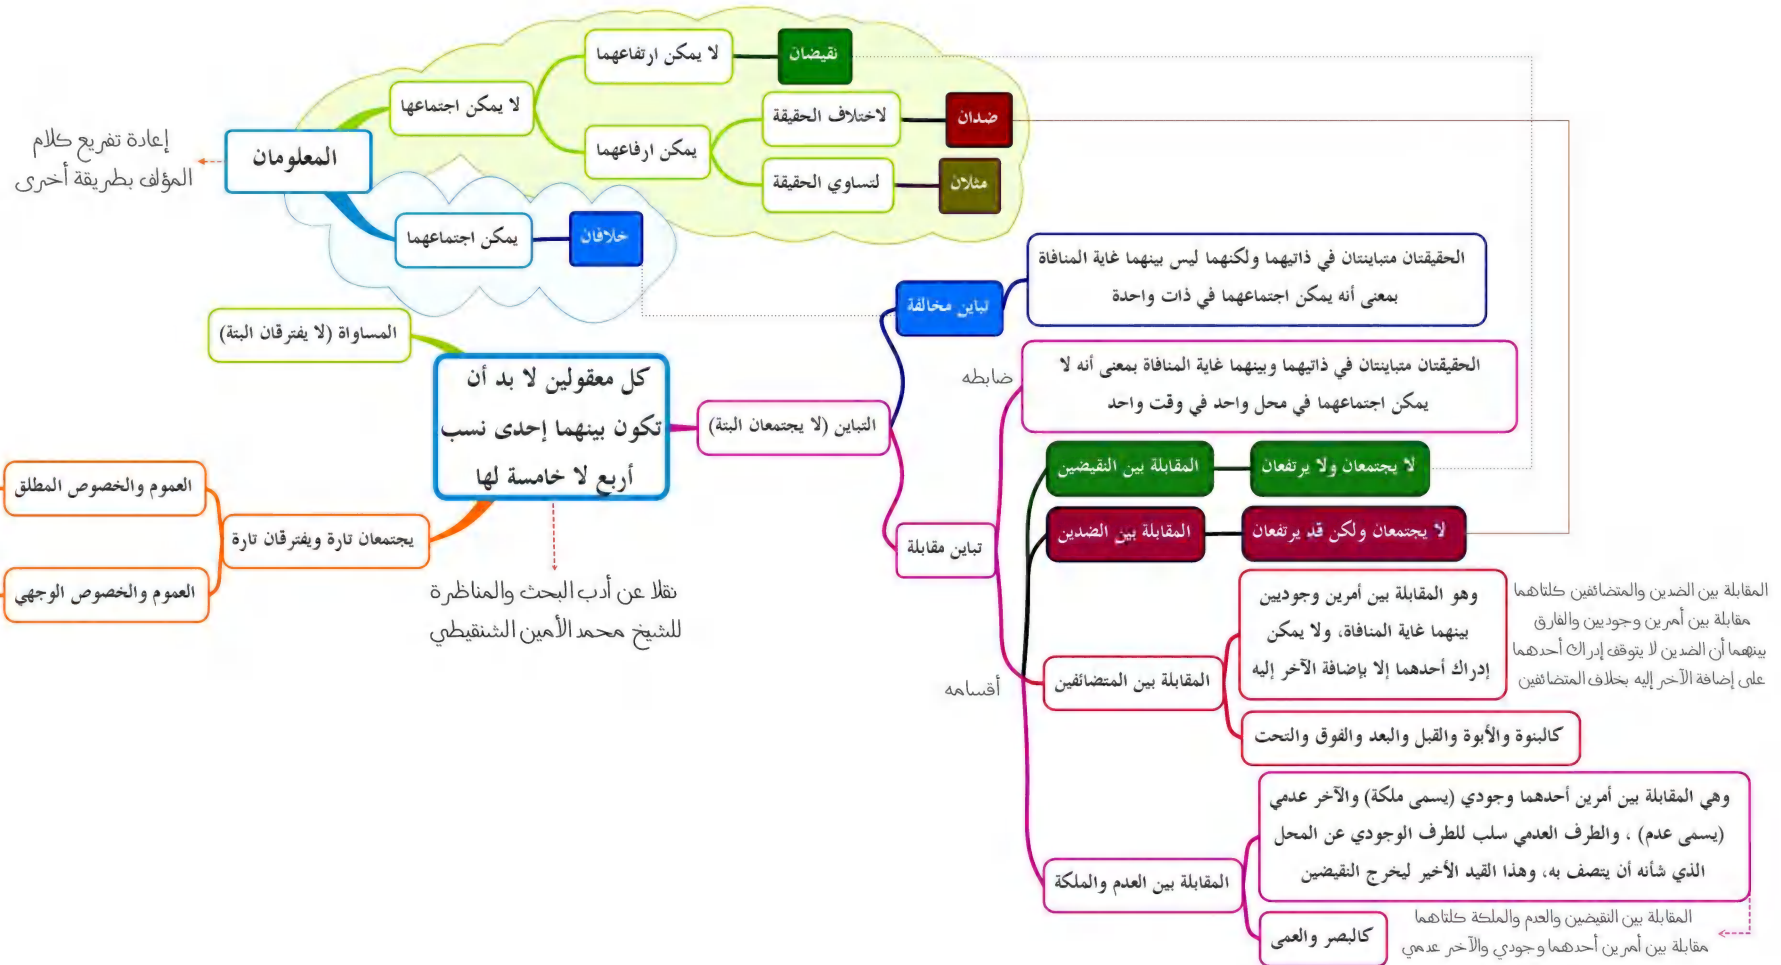 إعادة تفريع كلام
المؤلف بطريقة أخرى
المعلومان
لا يمكن اجتماعها
لا يمكن ارتفاعهما
نقيضان
يمكن ارفاعهما
لاختلاف الحقيقة
ضدان
لتساوي الحقيقة
مثلان
يمكن اجتماعهما
خلافان
كل معقولين لا بد أن
تكون بينهما إحدى نسب
أربع لا خامسة لها
نقلا عن أدب البحث والمناظرة
للشيخ محمد الأمين الشنقيطي
المساواة (لا يفترقان البتة)
يجتمعان تارة ويفترقان تارة
العموم والخصوص المطلق
العموم والخصوص الوجهي
التباين (لا يجتمعان البتة)
تباين مخالفة
الحقيقتان متباينتان في ذاتيهما ولكنهما ليس بينهما غاية المنافاة
بمعنى أنه يمكن اجتماعهما في ذات واحدة
تباين مقابلة
ضابطه
الحقيقتان متباينتان في ذاتيهما وبينهما غاية المنافاة بمعنى أنه لا
يمكن اجتماعهما في محل واحد في وقت واحد
أقسامه
المقابلة بين النقيضين
لا يجتمعان ولا يرتفعان
المقابلة بين الضدين
لا يجتمعان ولكن قد يرتفعان
المقابلة بين المتضائفين
وهو المقابلة بين أمرين وجوديين
بينهما غاية المنافاة، ولا يمكن
إدراك أحدهما إلا بإضافة الآخر إليه
المقابلة بين الضدين والمتضائفين كلتاهما
مقابلة بين أمرين وجوديين والفارق
بينهما أن الضدين لا يتوقف إدراك أحدهما
على إضافة الآخر إليه بخلاف المتضائفين
كالبنوة والأبوة والقبل والبعد والفوق والتحت
المقابلة بين العدم والملكة
وهي المقابلة بين أمرين أحدهما وجودي (يسمى ملكة) والآخر عدمي
(يسمى عدم) ، والطرف العدمي سلب للطرف الوجودي عن المحل
الذي شأنه أن يتصف به، وهذا القيد الأخير ليخرج النقيضين
المقابلة بين النقيضين والعدم والملكة كلتاهما
مقابلة بين أمرين أحدهما وجودي والآخر عدمي
كالبصر والعمى